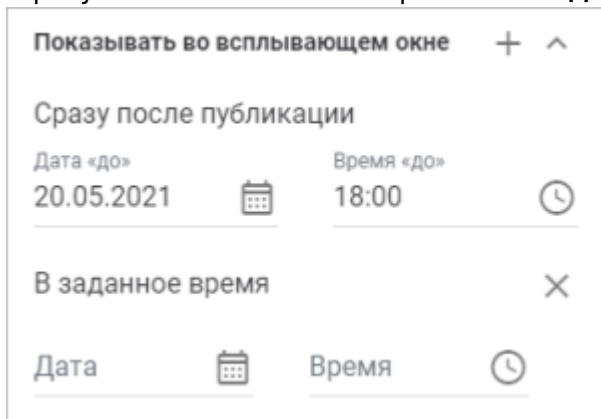 Показывать во всплывающем окне
Сразу после публикации
Дата «до» Время «до»
20.05.2021 18:00
В заданное время
Дата Время